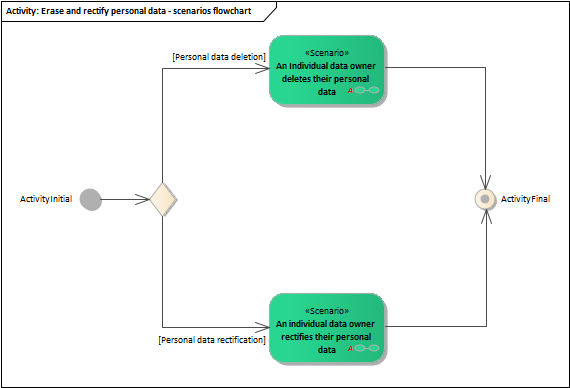 Activity: Erase and rectify personal data - scenarios flowchart
[Personal data deletion]
«Scenario»
An Individual data owner
deletes their personal
data
ActivityInitial
ActivityFinal
«Scenario»
An individual data owner
rectifies their personal
data
[Personal data rectification]